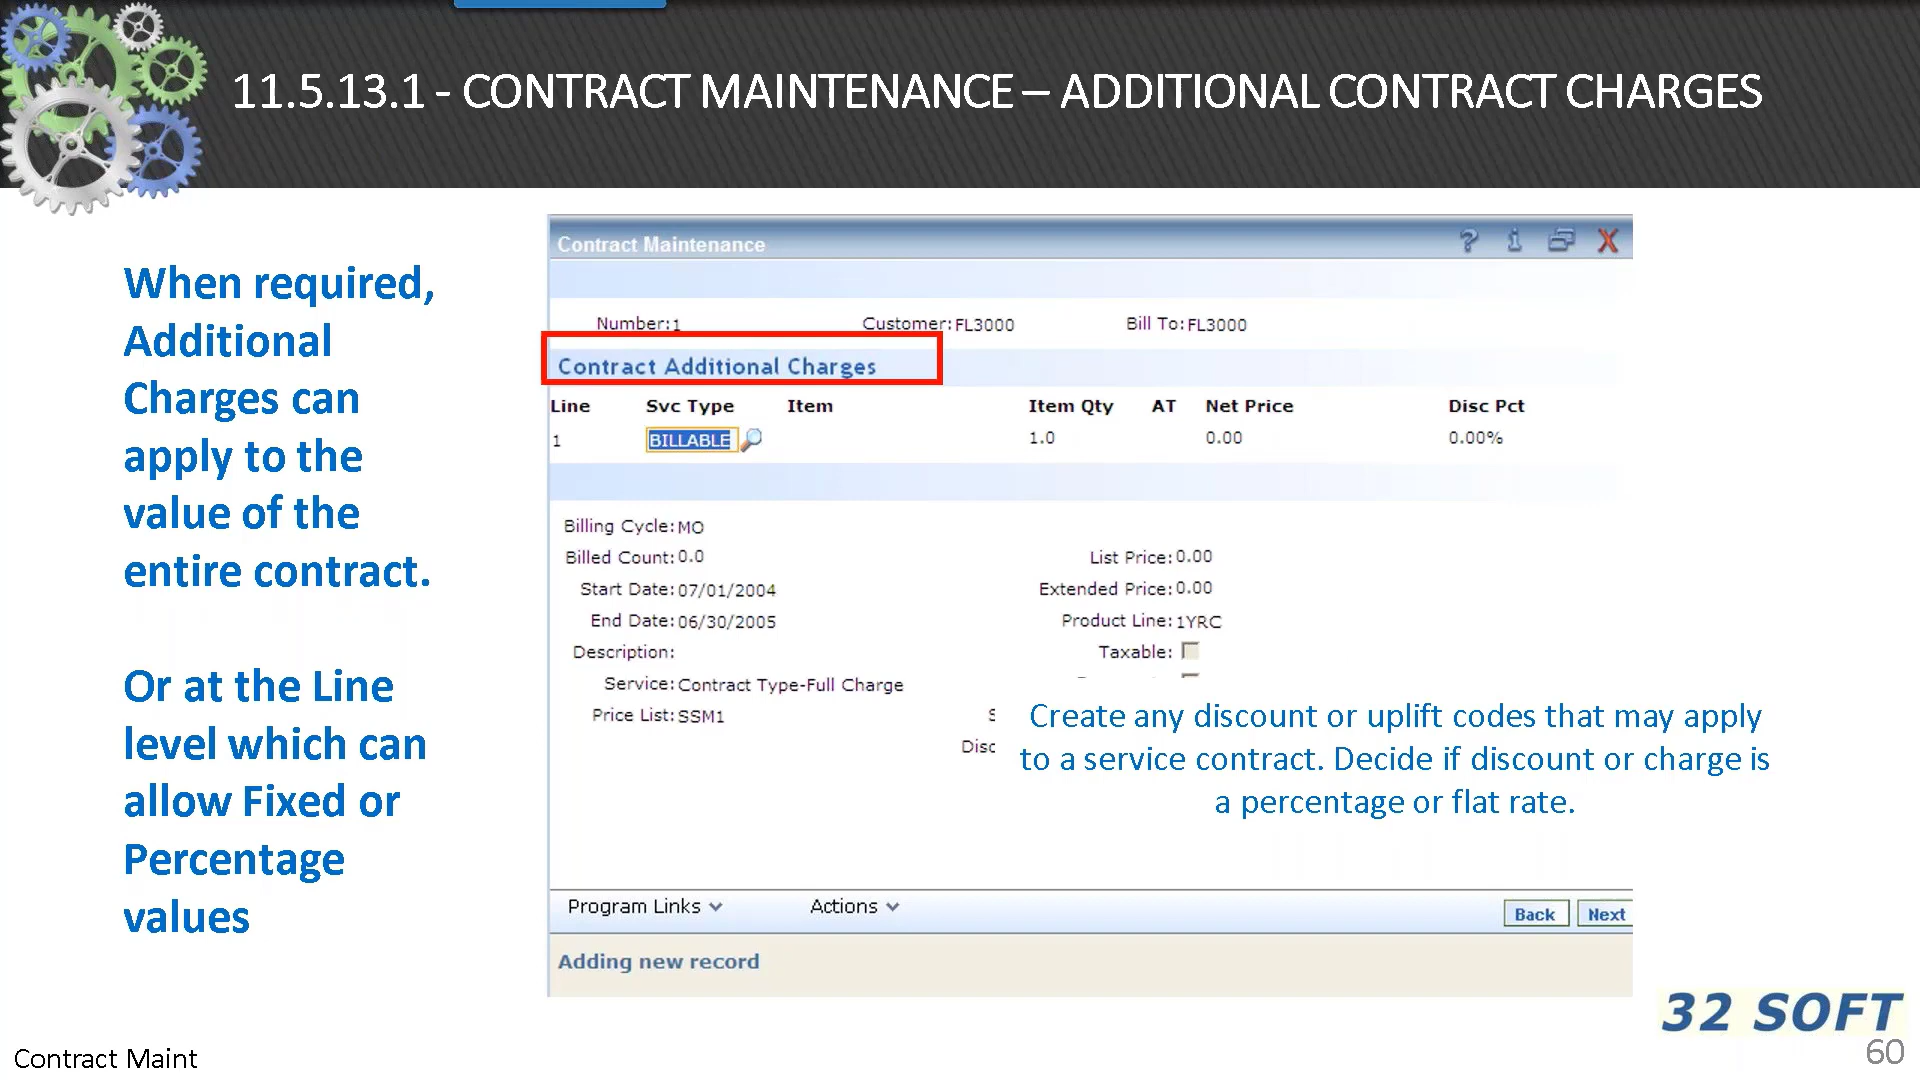 11.5.13.1 - CONTRACT MAINTENANCE – ADDITIONAL CONTRACT CHARGES
When required,
Additional
Charges can
apply to the
value of the
entire contract.
Or at the Line
level which can
allow Fixed or
Percentage
values
Contract Maintenance
Number:1 Customer:FL3000 Bill To:FL3000
Contract Additional Charges
Line Svc Type Item Item Qty AT Net Price Disc Pct
1 BILLABLE 1.0 0.00 0.00%
Billing Cycle:MO
Billed Count:0.0 List Price:0.00
Start Date:07/01/2004 Extended Price:0.00
End Date:06/30/2005 Product Line:1YRC
Description: Taxable:
Service:Contract Type-Full Charge
Price List:SSM1 S
Disc
Create any discount or uplift codes that may apply
to a service contract. Decide if discount or charge is
a percentage or flat rate.
Program Links Actions Back Next
Adding new record
32 SOFT
Contract Maint 60